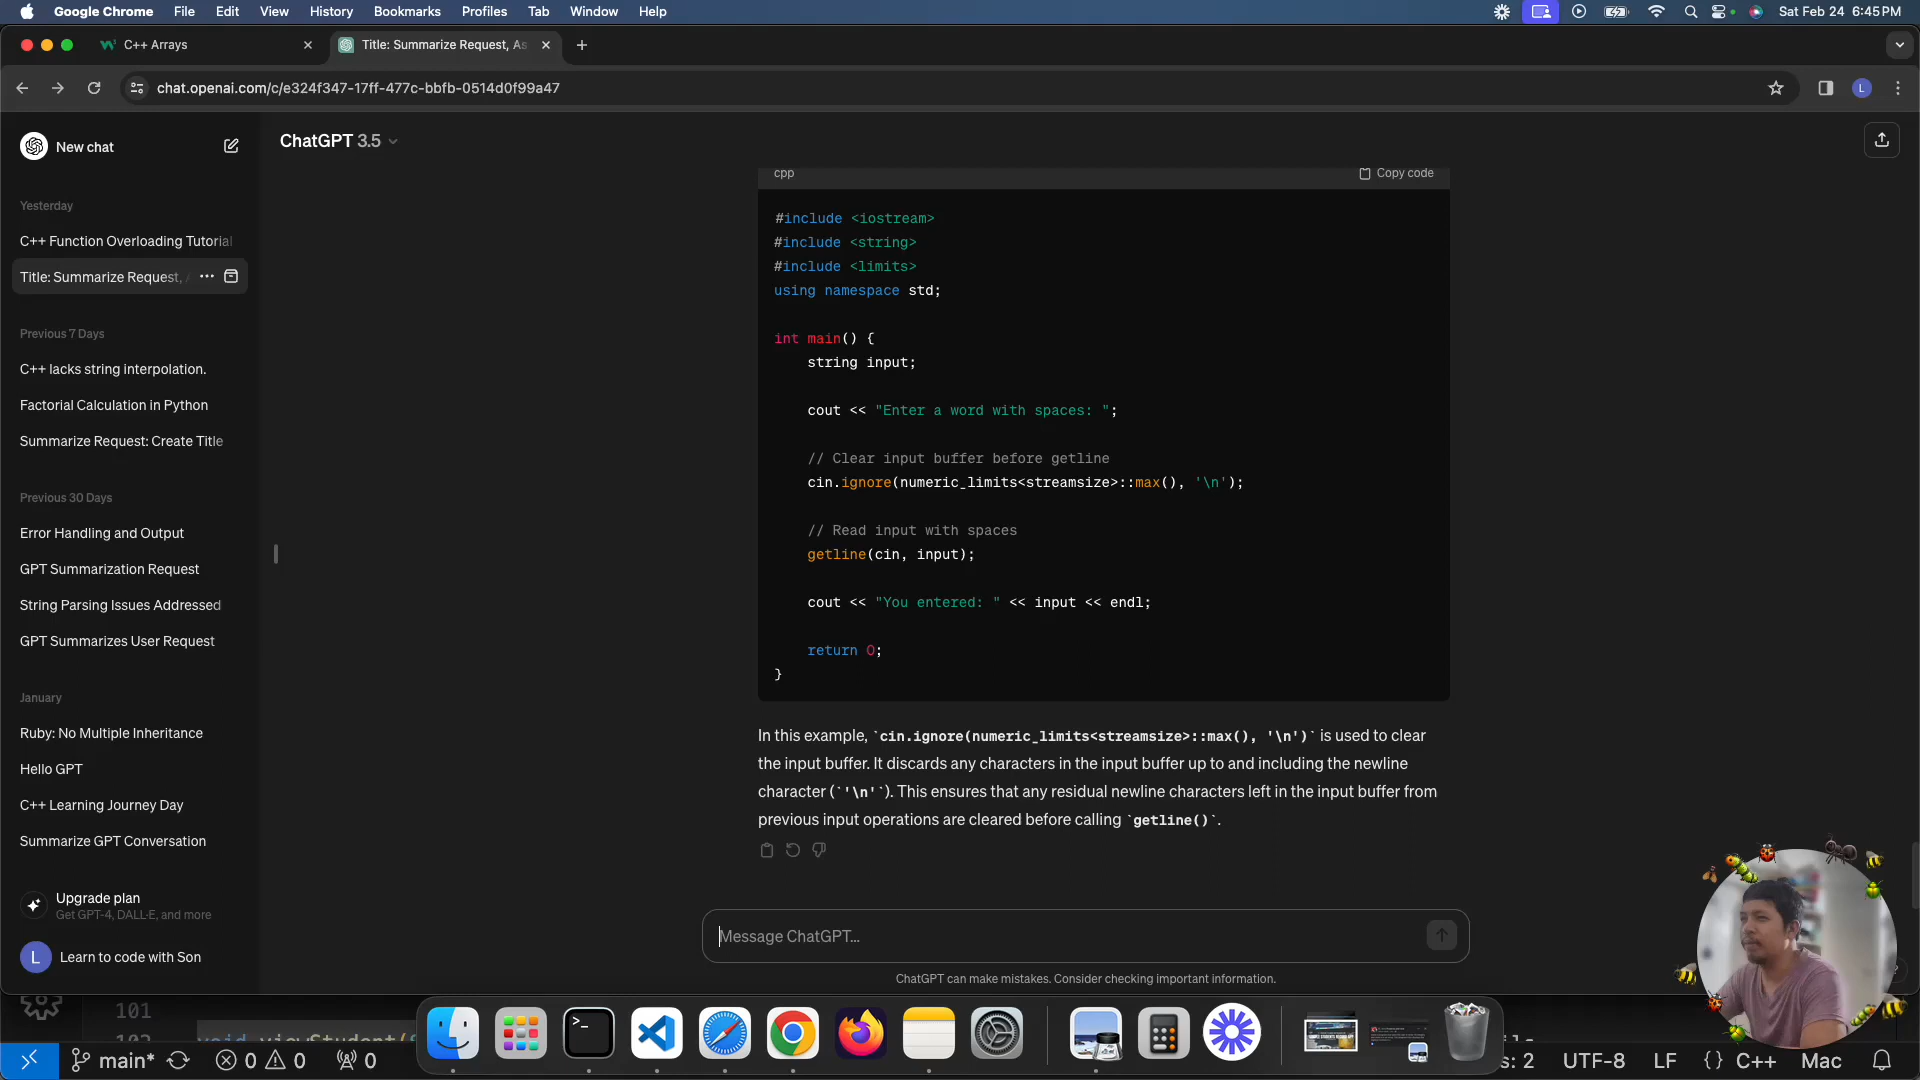 Google Chrome File Edit View History Bookmarks Profiles Tab Window Help Sat Feb 24 6:45 PM
C++ Arrays Title: Summarize Request, As
chat.openai.com/c/e324f347-17ff-477c-bbfb-0514d0f99a47 L
New chat
ChatGPT 3.5
Yesterday
C++ Function Overloading Tutorial
Title: Summarize Request, A
Previous 7 Days
C++ lacks string interpolation.
Factorial Calculation in Python
Summarize Request: Create Title
Previous 30 Days
Error Handling and Output
GPT Summarization Request
String Parsing Issues Addressed
GPT Summarizes User Request
January
Ruby: No Multiple Inheritance
Hello GPT
C++ Learning Journey Day
Summarize GPT Conversation
Upgrade plan
Get GPT-4, DALL·E, and more
L Learn to code with Son
cpp Copy code
#include <iostream>
#include <string>
#include <limits>
using namespace std;
int main() {
string input;
cout << "Enter a word with spaces: ";
// Clear input buffer before getline
cin.ignore(numeric_limits<streamsize>::max(), '\n');
// Read input with spaces
getline(cin, input);
cout << "You entered: " << input << endl;
return 0;
}
In this example, `cin.ignore(numeric_limits<streamsize>::max(), '\n')` is used to clear
the input buffer. It discards any characters in the input buffer up to and including the newline
character (`'\n'`). This ensures that any residual newline characters left in the input buffer from
previous input operations are cleared before calling `getline()`.
Message ChatGPT...
ChatGPT can make mistakes. Consider checking important information.
101
main* 0 0 0 s: 2 UTF-8 LF {} C++ Mac